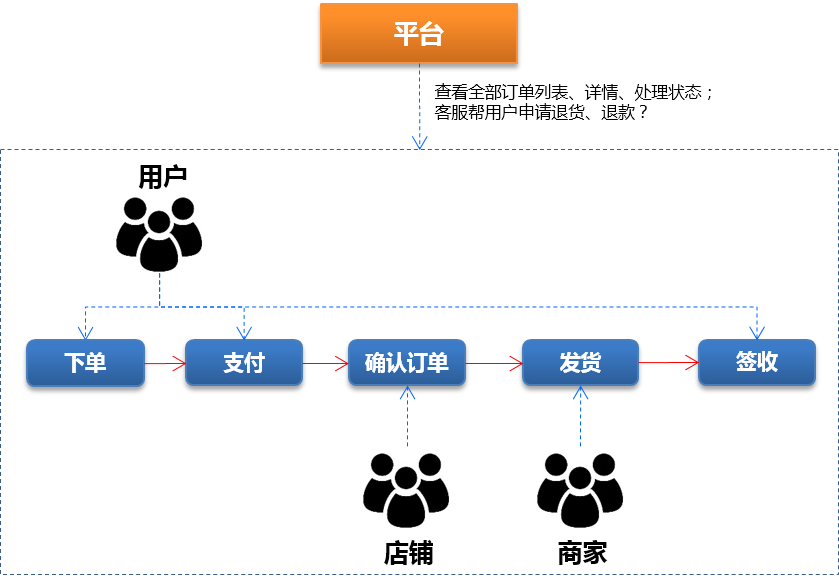 平台
查看全部订单列表、详情、处理状态；
客服帮用户申请退货、退款？
用户
下单
支付
确认订单
发货
签收
店铺
商家